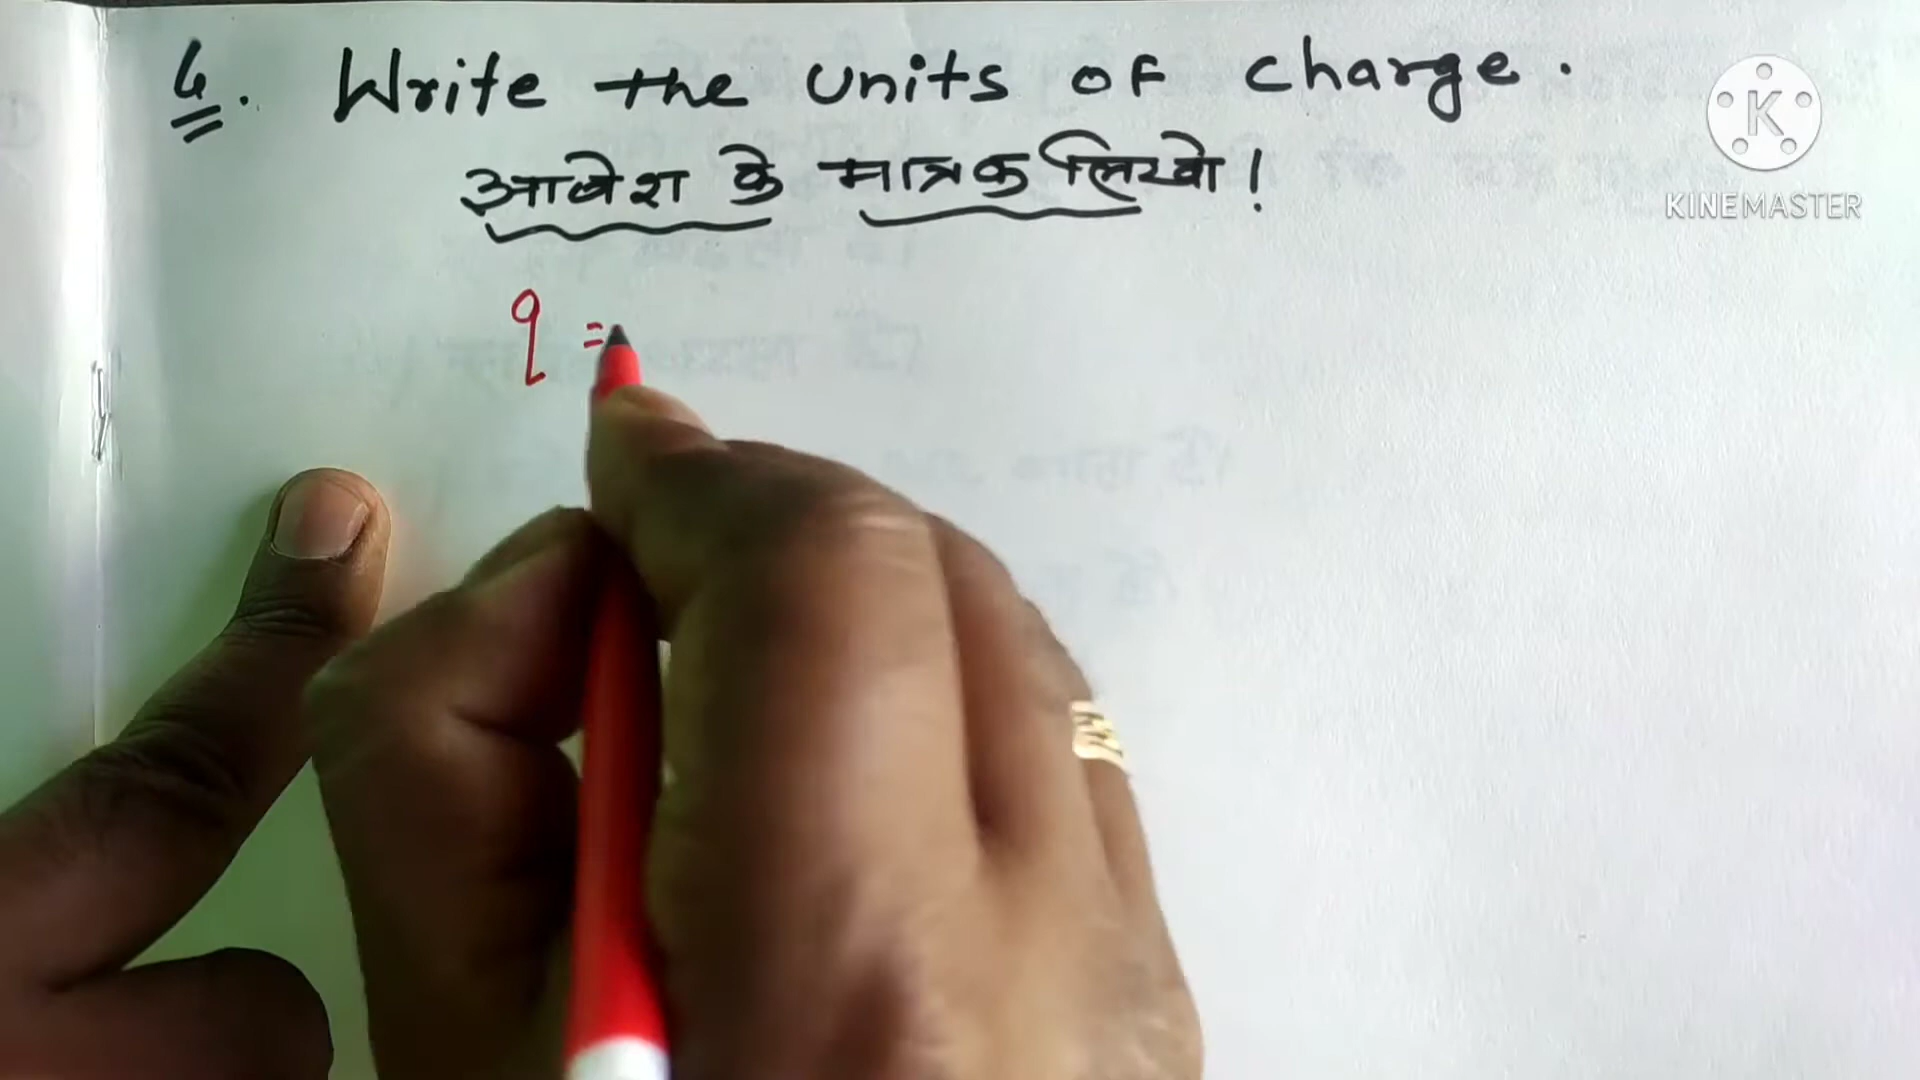 4. Write the units of charge.
आवेश के मात्रक लिखो!
q =
K
KINEMASTER